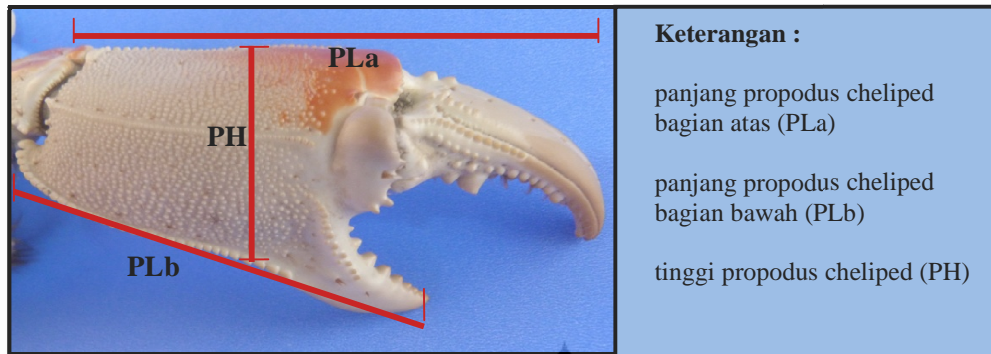 PLa
PH
PLb
Keterangan :
panjang propodus cheliped
bagian atas (PLa)
panjang propodus cheliped
bagian bawah (PLb)
tinggi propodus cheliped (PH)